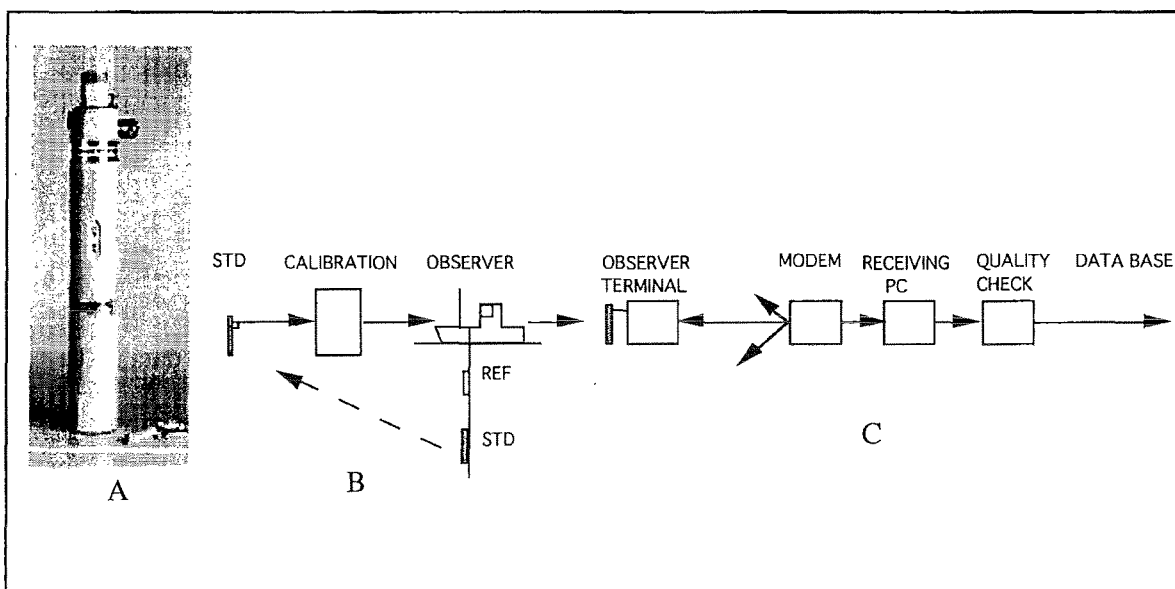 STD
CALIBRATION
OBSERVER
OBSERVER
TERMINAL
MODEM
RECEIVING
PC
QUALITY
CHECK
DATA BASE
REF
STD
A
B
C